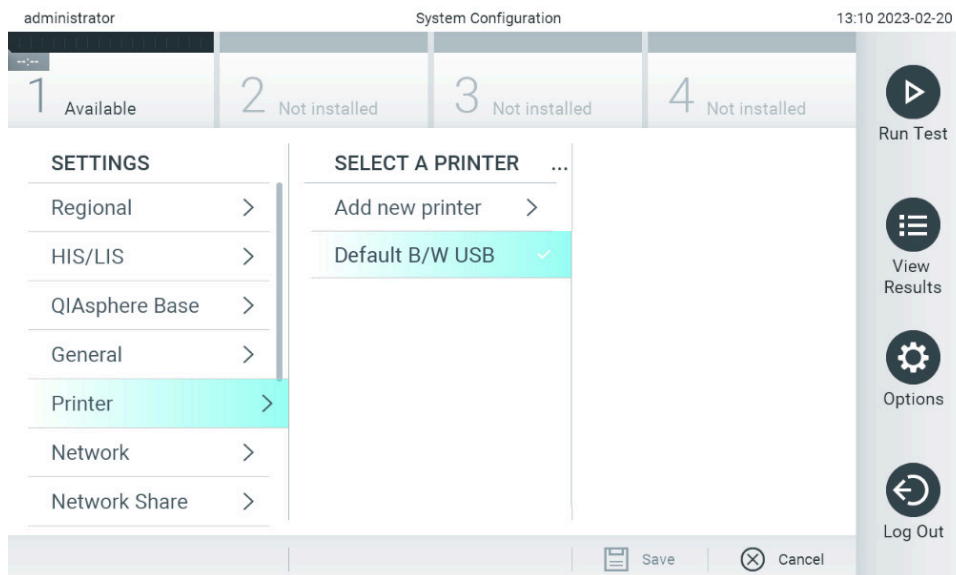 administrator
System Configuration
13:10 2023-02-20
--:--
1 Available
2 Not installed
3 Not installed
4 Not installed
SETTINGS
Regional
HIS/LIS
QIAsphere Base
General
Printer
Network
Network Share
SELECT A PRINTER ...
Add new printer
Default B/W USB
Run Test
View
Results
Options
Log Out
Save
Cancel